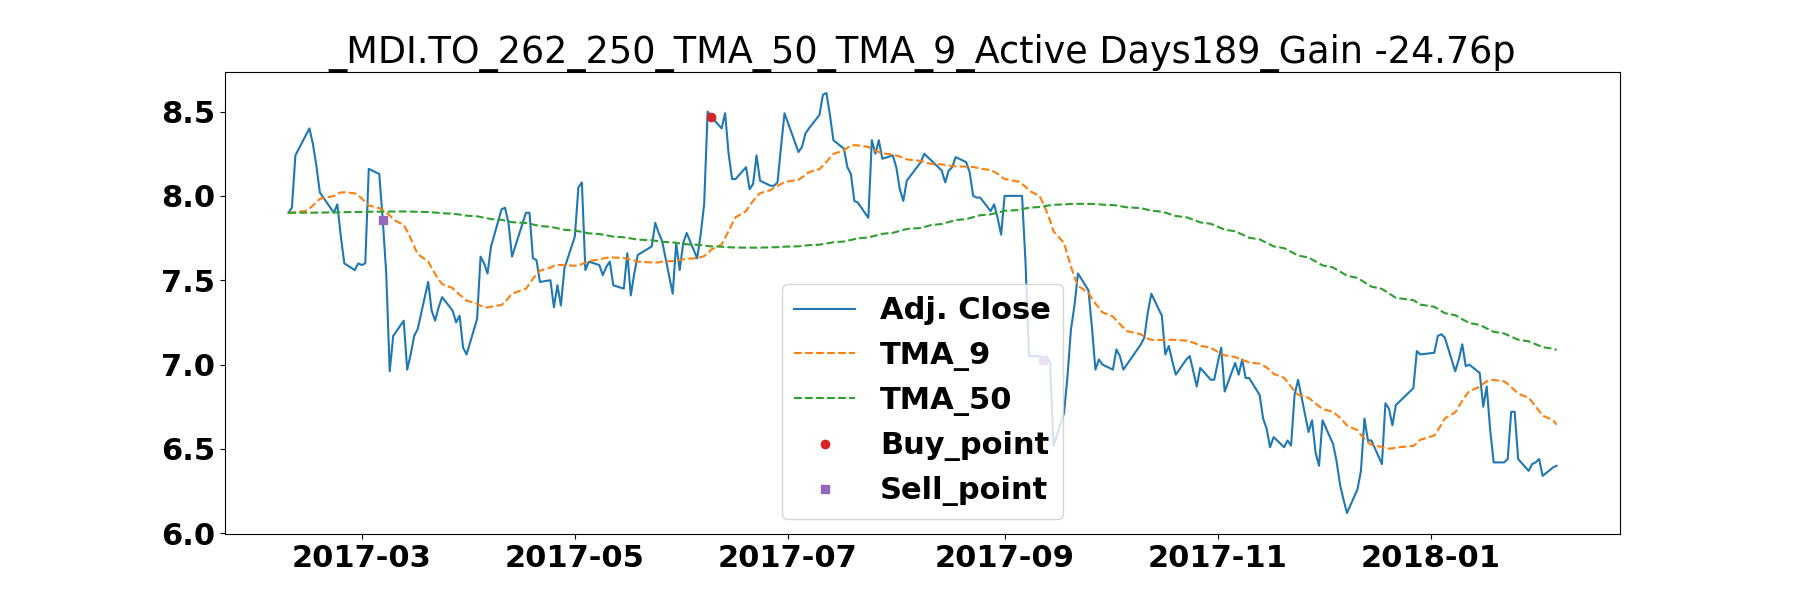 _MDI.TO_262_250_TMA_50_TMA_9_Active Days189_Gain -24.76p
8.5
8.0
7.5
7.0
6.5
6.0
Adj. Close
TMA_9
TMA_50
Buy_point
Sell_point
2017-03 2017-05 2017-07 2017-09 2017-11 2018-01